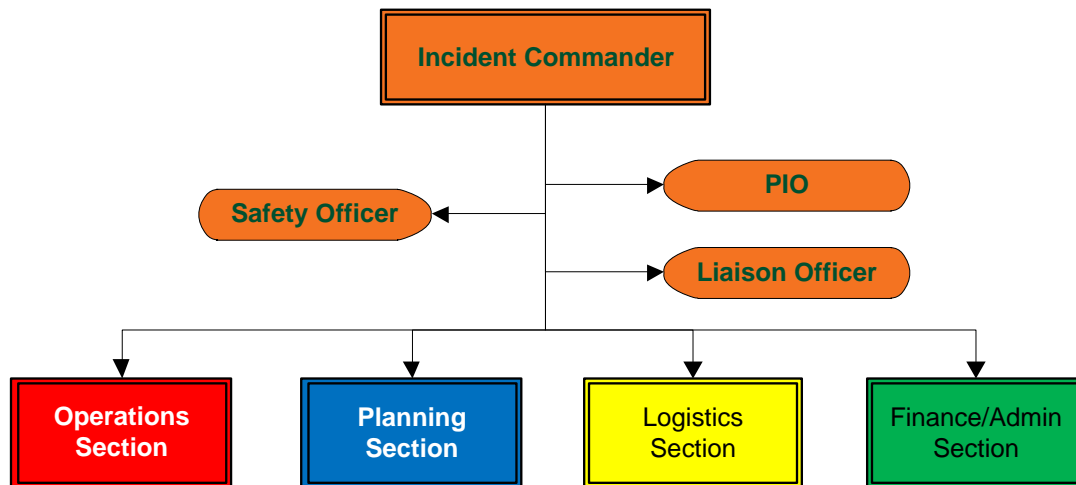 Incident Commander
PIO
Safety Officer
Liaison Officer
Operations
Section
Planning
Section
Logistics
Section
Finance/Admin
Section